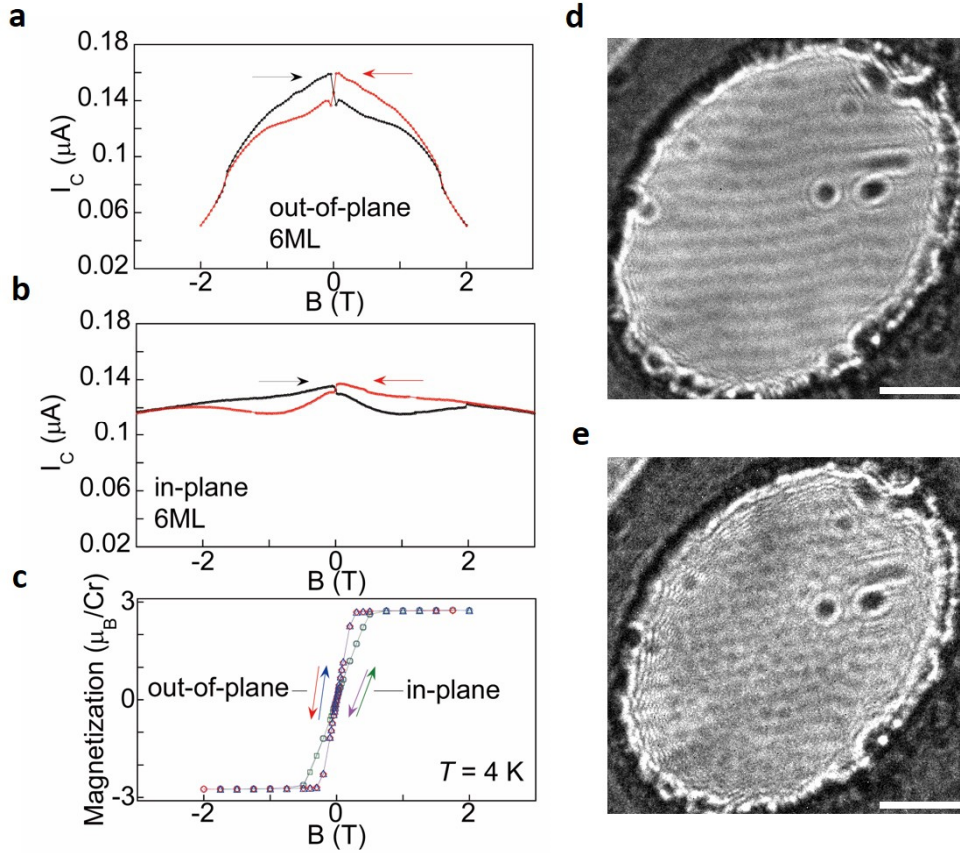 a
0.18
0.14
0.1
0.06
0.02
I_C (μA)
out-of-plane
6ML
-2
0
2
B (T)
b
0.18
0.14
0.1
0.06
0.02
I_C (μA)
in-plane
6ML
-2
0
2
B (T)
c
3
0
-3
Magnetization (μ_B/Cr)
out-of-plane
in-plane
T = 4 K
-2
0
2
B (T)
d
e